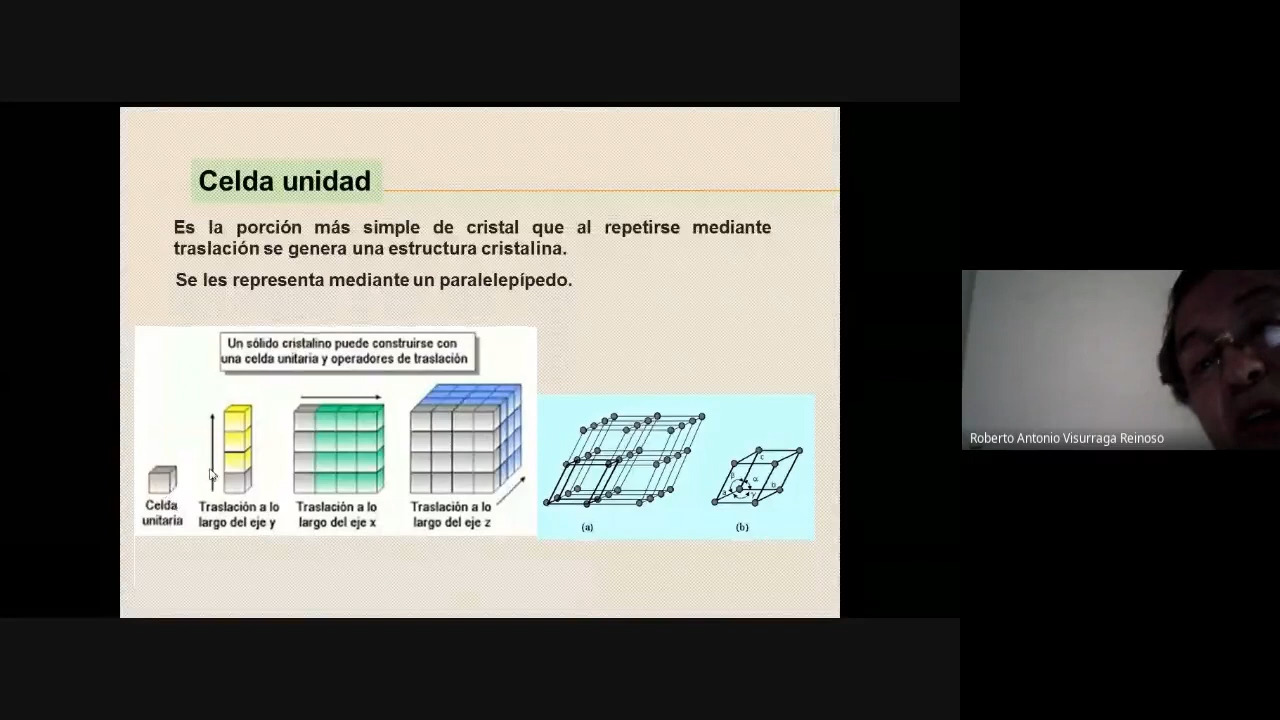 Celda unidad
Es la porción más simple de cristal que al repetirse mediante
traslación se genera una estructura cristalina.
Se les representa mediante un paralelepípedo.
Un sólido cristalino puede construirse con
una celda unitaria y operadores de traslación
Celda
unitaria
Traslación a lo
largo del eje y
Traslación a lo
largo del eje x
Traslación a lo
largo del eje z
(a)
c
b
(b)
Roberto Antonio Visurraga Reinoso